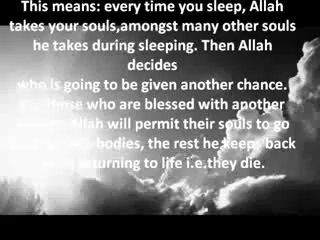 This means: every time you sleep, Allah
takes your souls,amongst many other souls
he takes during sleeping. Then Allah
decides
who is going to be given another chance.
those who are blessed with another
Allah will permit their souls to go
bodies, the rest he keeps back
returning to life i.e.they die.